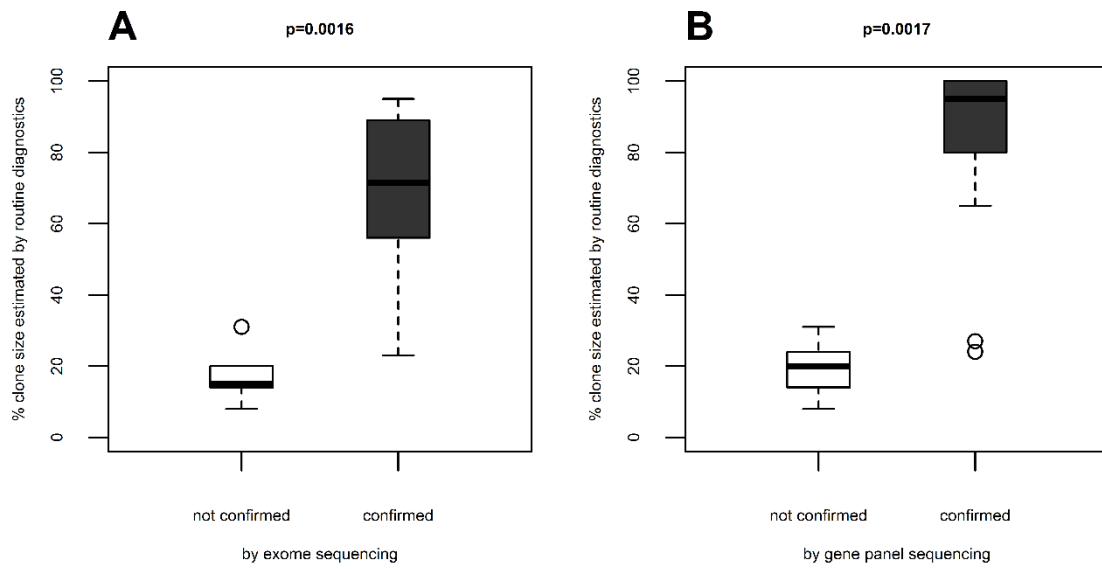 A
p=0.0016
% clone size estimated by routine diagnostics
100
80
60
40
20
0
not confirmed confirmed
by exome sequencing
B
p=0.0017
% clone size estimated by routine diagnostics
100
80
60
40
20
0
not confirmed confirmed
by gene panel sequencing